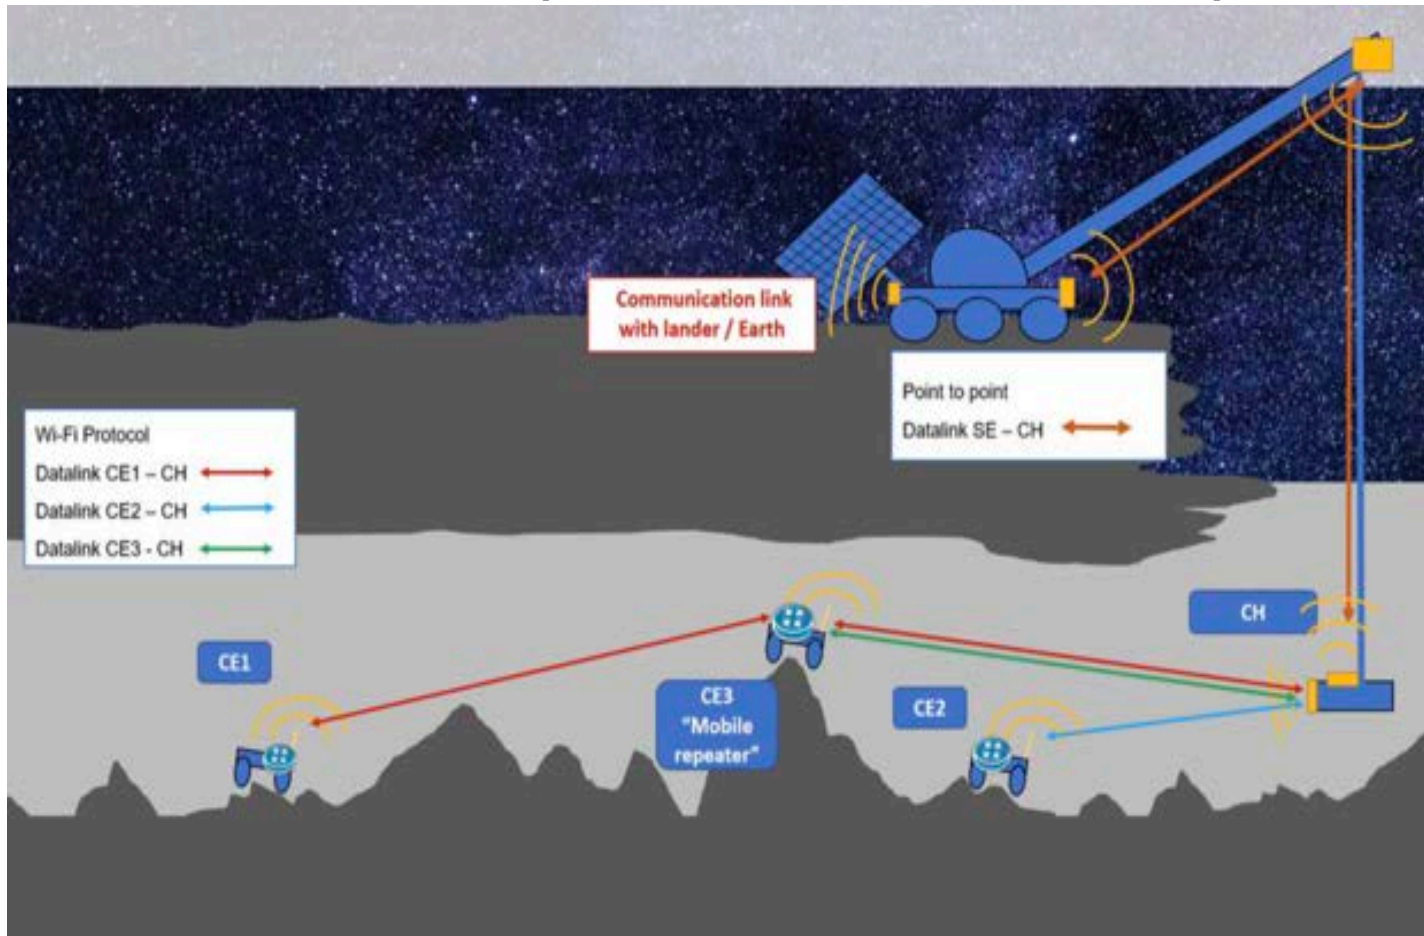 Communication link
with lander / Earth
Point to point
Datalink SE – CH
Wi-Fi Protocol
Datalink CE1 – CH
Datalink CE2 – CH
Datalink CE3 - CH
CH
CE1
CE3
"Mobile
repeater"
CE2